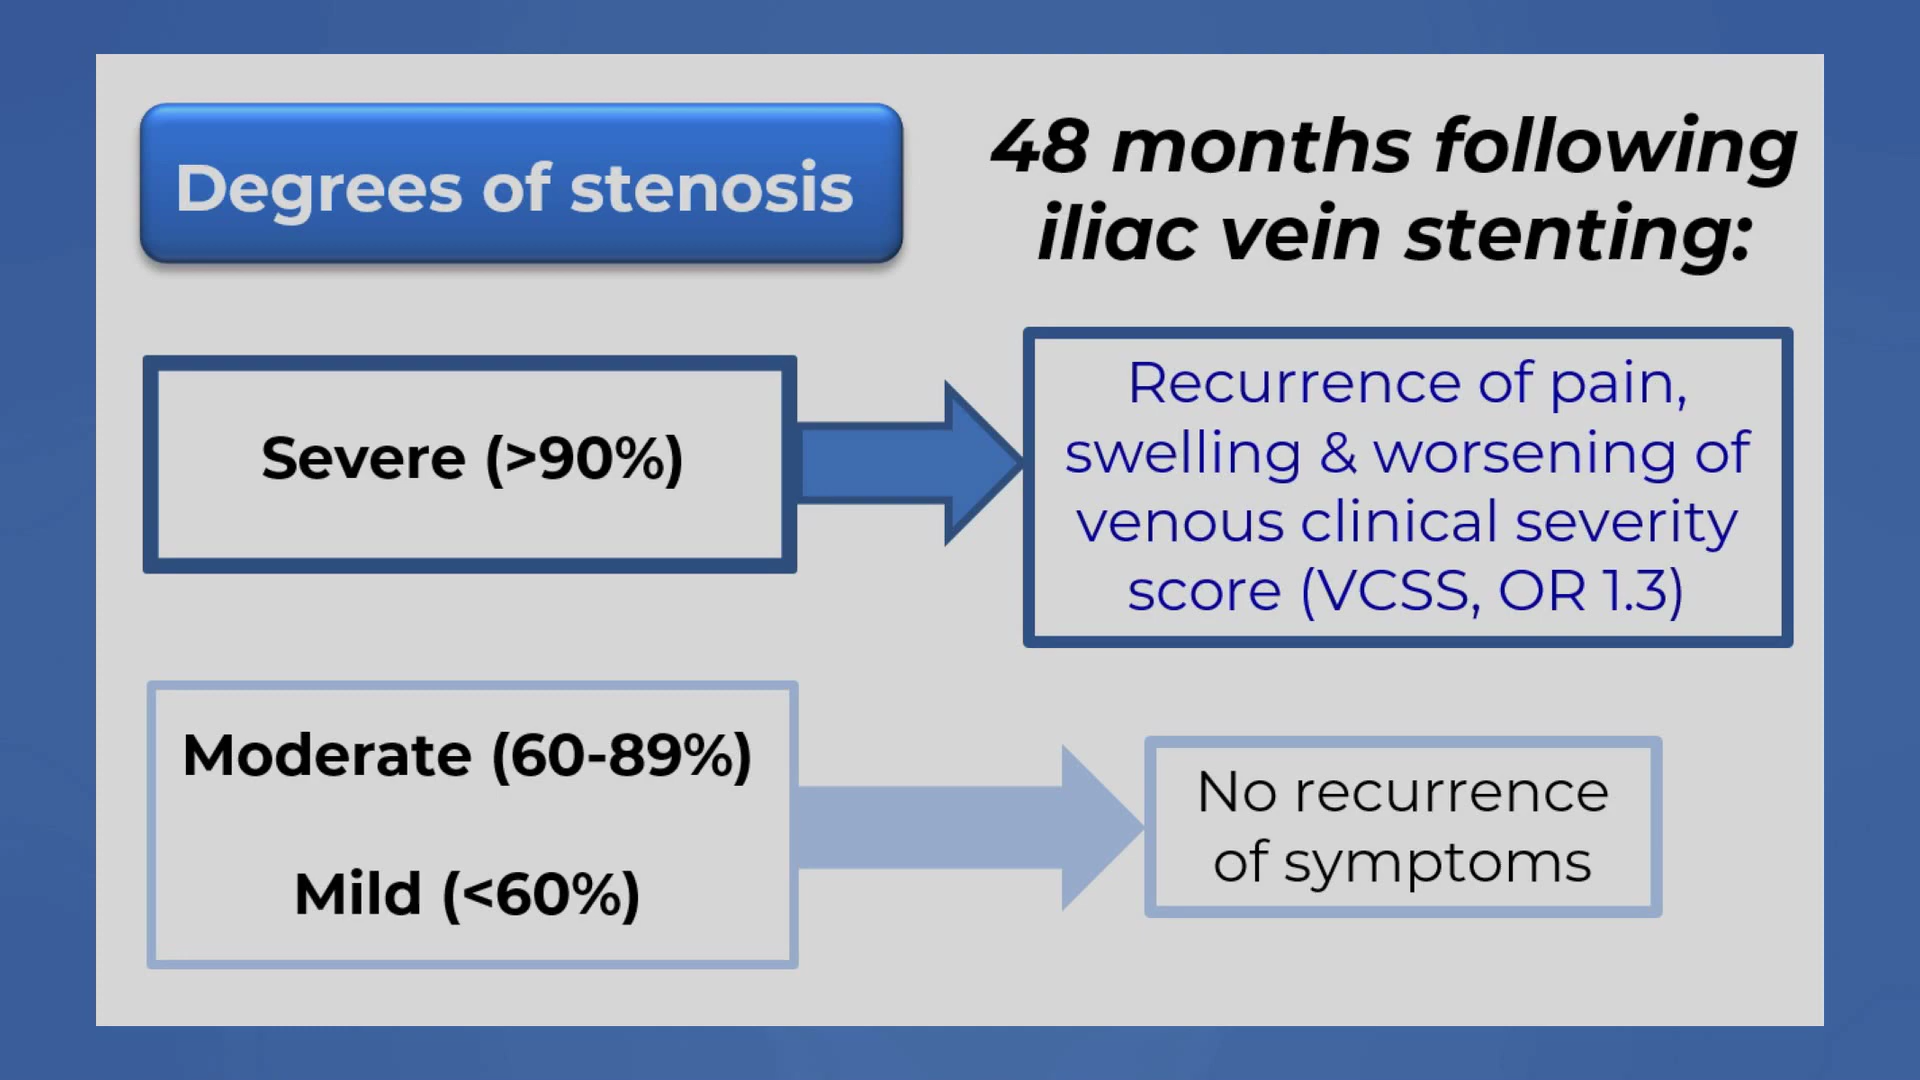 Degrees of stenosis
48 months following
iliac vein stenting:
Severe (>90%)
Recurrence of pain,
swelling & worsening of
venous clinical severity
score (VCSS, OR 1.3)
Moderate (60-89%)
Mild (<60%)
No recurrence
of symptoms